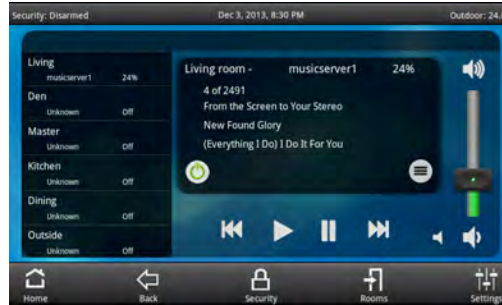 Security: Disarmed
Dec 3, 2013, 8:30 PM
Outdoor: 24.
Living
musicserver1 24%
Den
Unknown Off
Master
Unknown Off
Kitchen
Unknown Off
Dining
Unknown Off
Outside
Unknown Off
Living room - musicserver1 24%
4 of 2491
From the Screen to Your Stereo
New Found Glory
(Everything I Do) I Do It For You
Home
Back
Security
Rooms
Settings